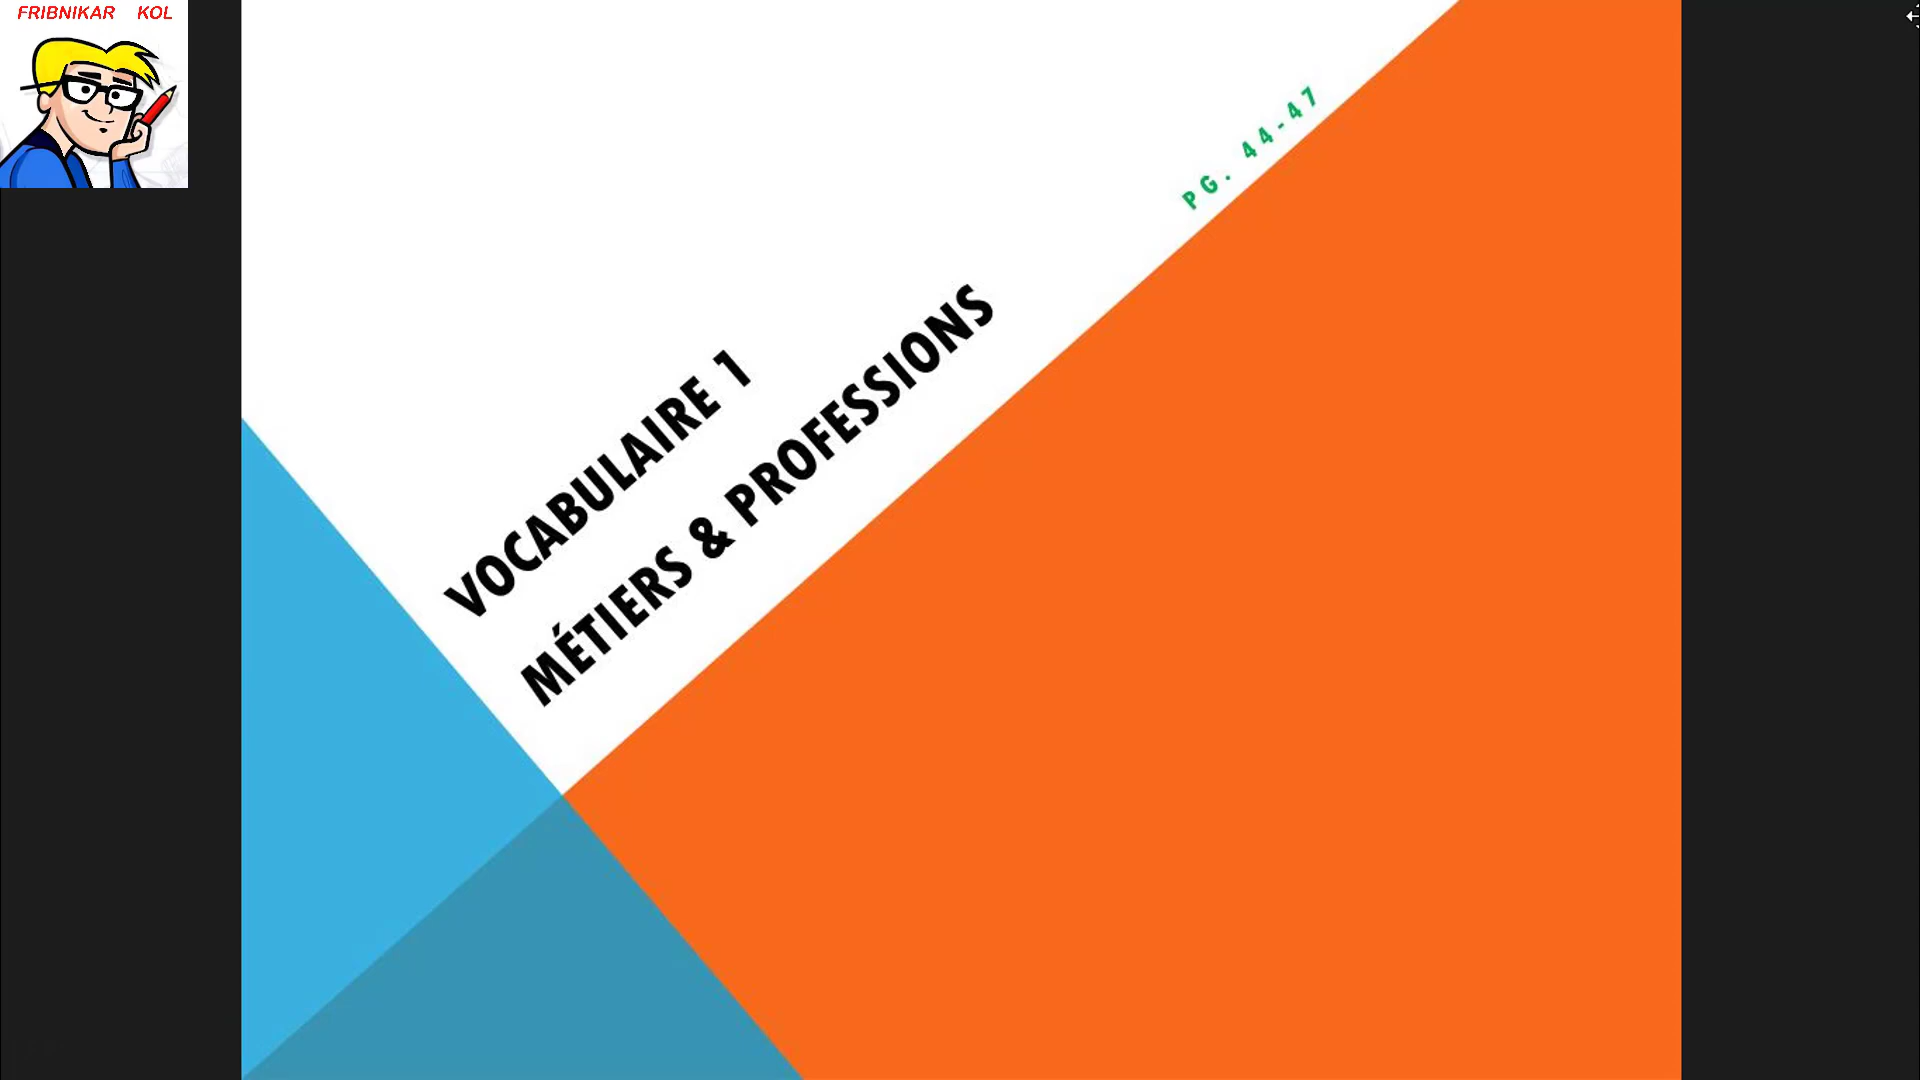 FRIBNIKAR KOL
PG. 44-47
VOCABULAIRE 1
MÉTIERS & PROFESSIONS